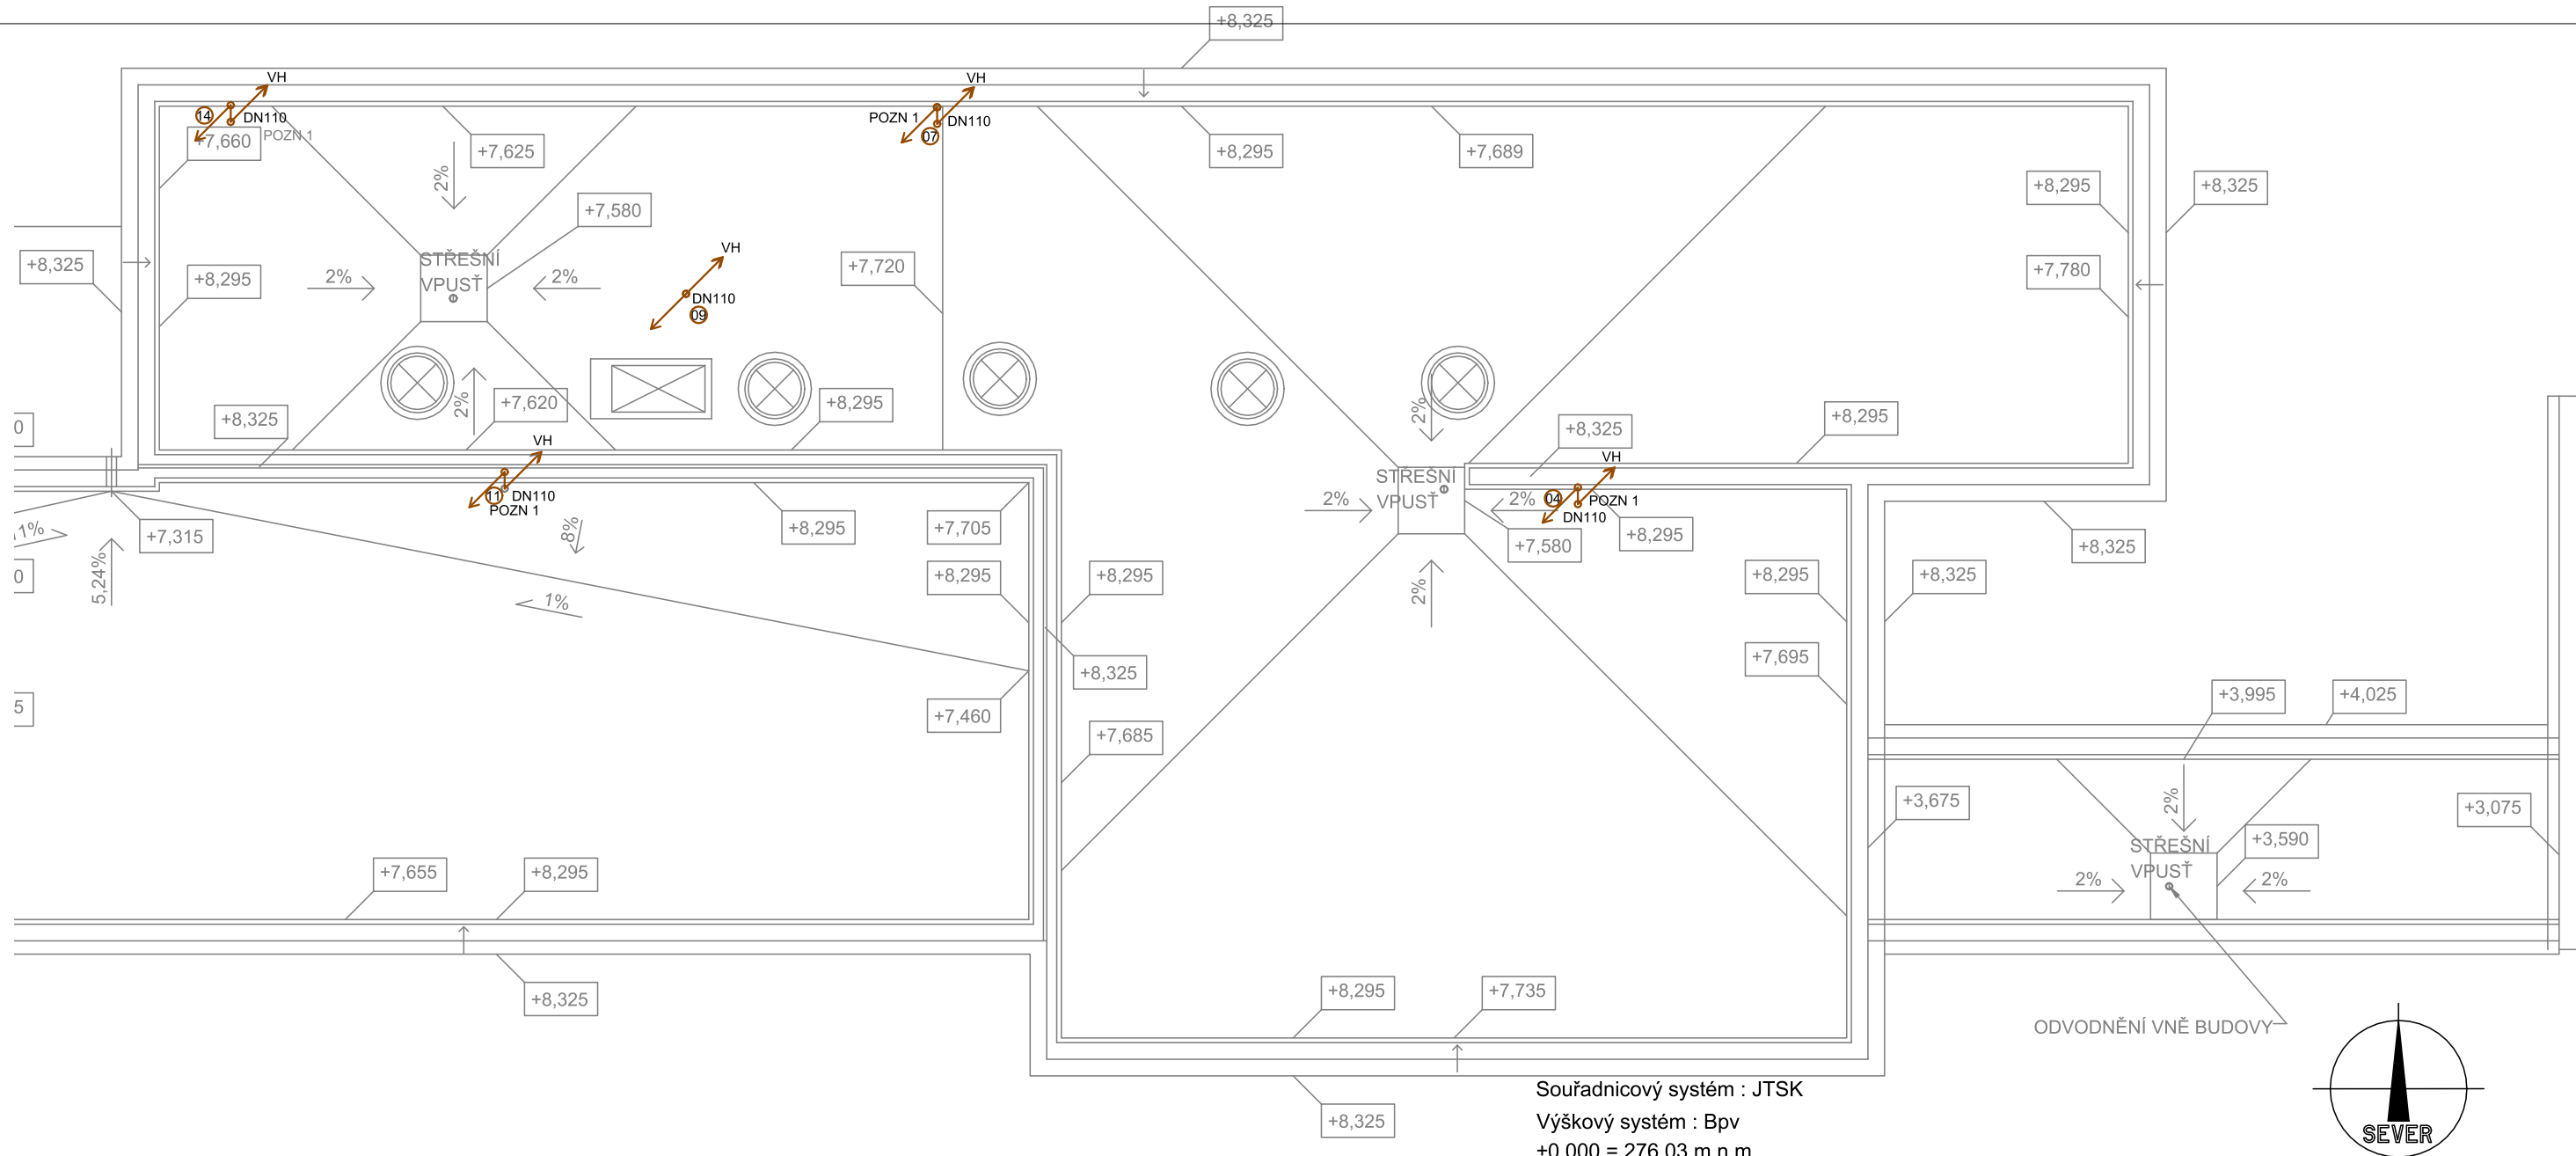 +8,325
VH
VH
14
DN110
POZN 1
+7,660
POZN 1
DN110
07
+7,625
+8,295
+7,689
2%
+8,295
+8,325
+7,580
VH
STŘEŠNÍ
VPUSŤ
+8,325
+8,295
2%
2%
DN110
09
+7,720
+7,780
0
+8,325
2%
+7,620
+8,295
2%
+8,325
+8,295
VH
VH
11
DN110
POZN 1
STŘEŠNÍ
VPUSŤ
2%
2%
04
POZN 1
DN110
+8,295
+7,580
+8,325
1%
+7,315
8%
+8,295
+7,705
0
5,24%
1%
+8,295
+8,295
2%
+8,295
+8,325
+8,325
+7,695
5
+7,460
+7,685
+3,995
+4,025
+3,675
2%
+3,075
STŘEŠNÍ
VPUSŤ
+3,590
2%
2%
+7,655
+8,295
+8,325
+8,295
+7,735
ODVODNĚNÍ VNĚ BUDOVY
+8,325
Souřadnicový systém : JTSK
Výškový systém : Bpv
+0,000 = 276,03 m n.m.
SEVER